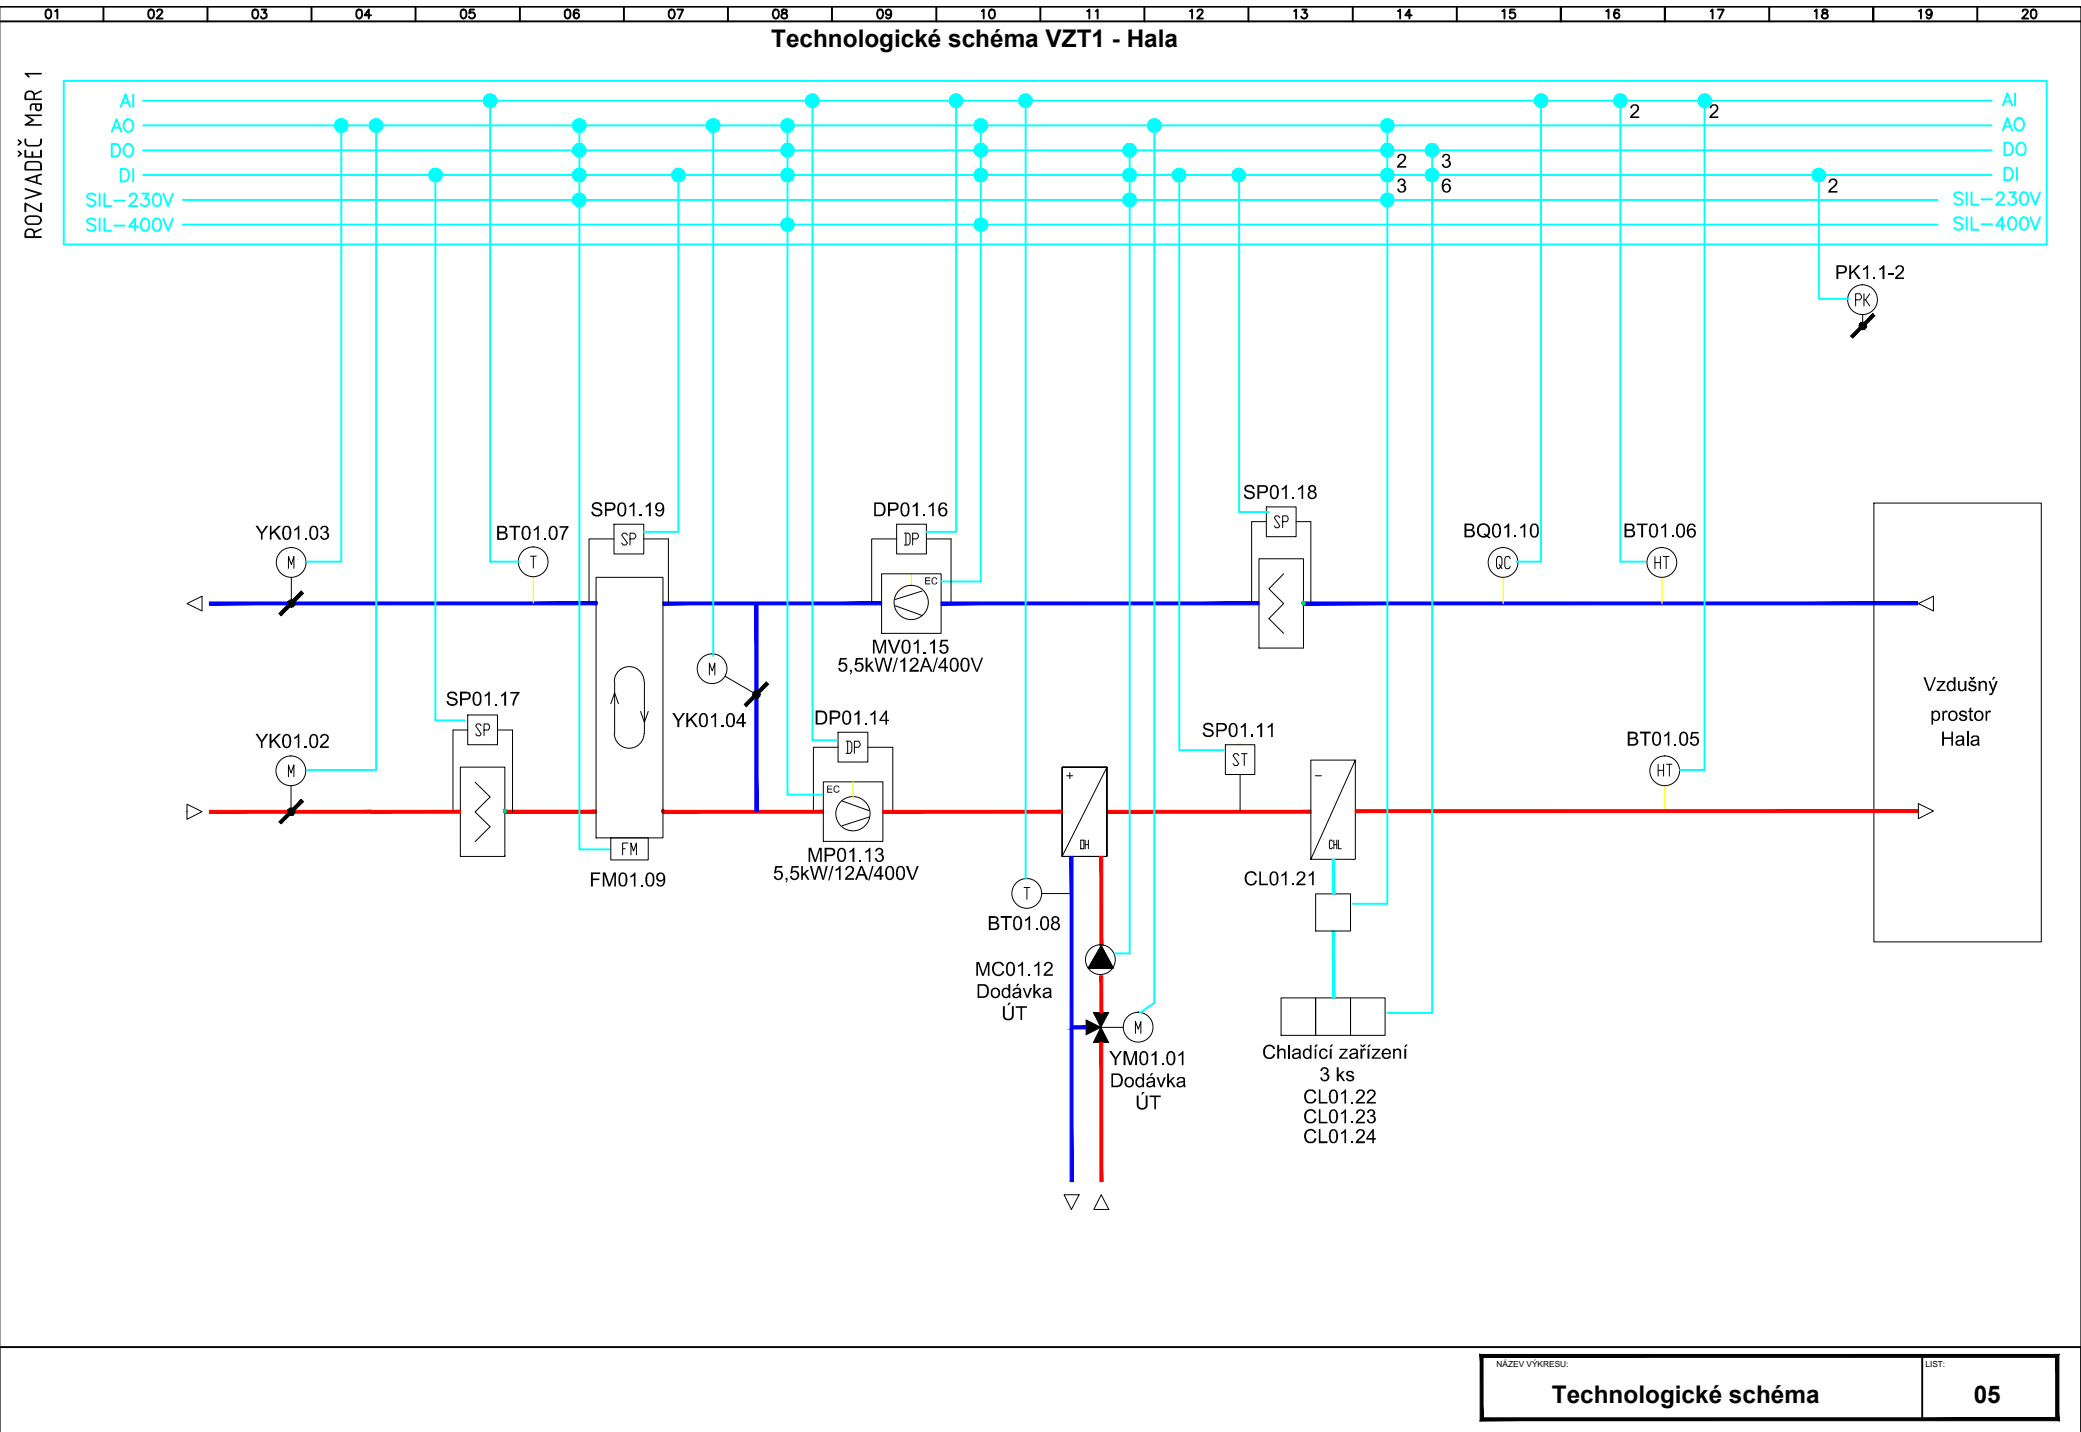 01 02 03 04 05 06 07 08 09 10 11 12 13 14 15 16 17 18 19 20
Technologické schéma VZT1 - Hala
ROZVADĚČ MaR 1
AI AI
2 2
AO AO
DO DO
2 3
DI DI
3 6 2
SIL-230V SIL-230V
SIL-400V SIL-400V
PK1.1-2
PK
SP01.18
SP
SP01.19
SP
DP01.16
DP
YK01.03
M
BT01.07
T
BQ01.10
QC
BT01.06
HT
EC
MV01.15
5,5kW/12A/400V
M
YK01.04
Vzdušný
prostor
Hala
SP01.17
SP
DP01.14
DP
SP01.11
ST
YK01.02
M
BT01.05
HT
EC
MP01.13
5,5kW/12A/400V
+
DH
-
CHL
FM
FM01.09
CL01.21
T
BT01.08
MC01.12
Dodávka
ÚT
M
YM01.01
Dodávka
ÚT
Chladící zařízení
3 ks
CL01.22
CL01.23
CL01.24
NÁZEV VÝKRESU:
Technologické schéma
LIST:
05